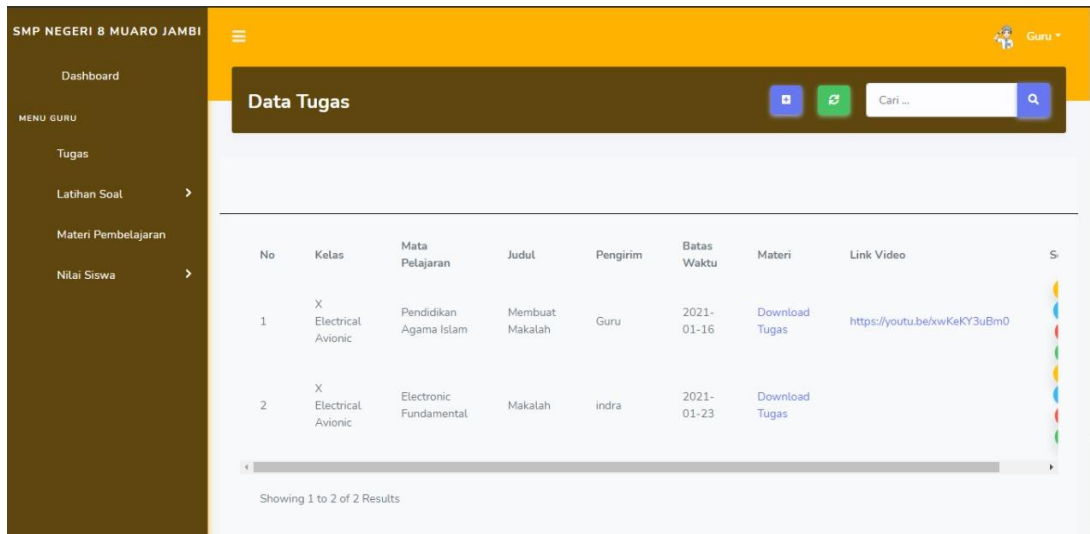 SMP NEGERI 8 MUARO JAMBI
Guru
Dashboard
Data Tugas
Cari ...
MENU GURU
Tugas
Latihan Soal
Materi Pembelajaran
Nilai Siswa
No
Kelas
Mata
Pelajaran
Judul
Pengirim
Batas
Waktu
Materi
Link Video
1
X
Electrical
Avionic
Pendidikan
Agama Islam
Membuat
Makalah
Guru
2021-
01-16
Download
Tugas
https://youtu.be/xwKeKY3uBm0
2
X
Electrical
Avionic
Electronic
Fundamental
Makalah
indra
2021-
01-23
Download
Tugas
Showing 1 to 2 of 2 Results